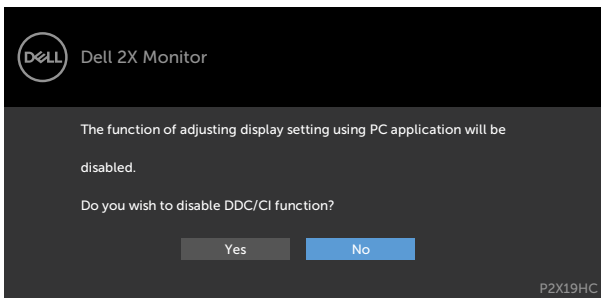 DELL
Dell 2X Monitor
The function of adjusting display setting using PC application will be
disabled.
Do you wish to disable DDC/CI function?
Yes No
P2X19HC